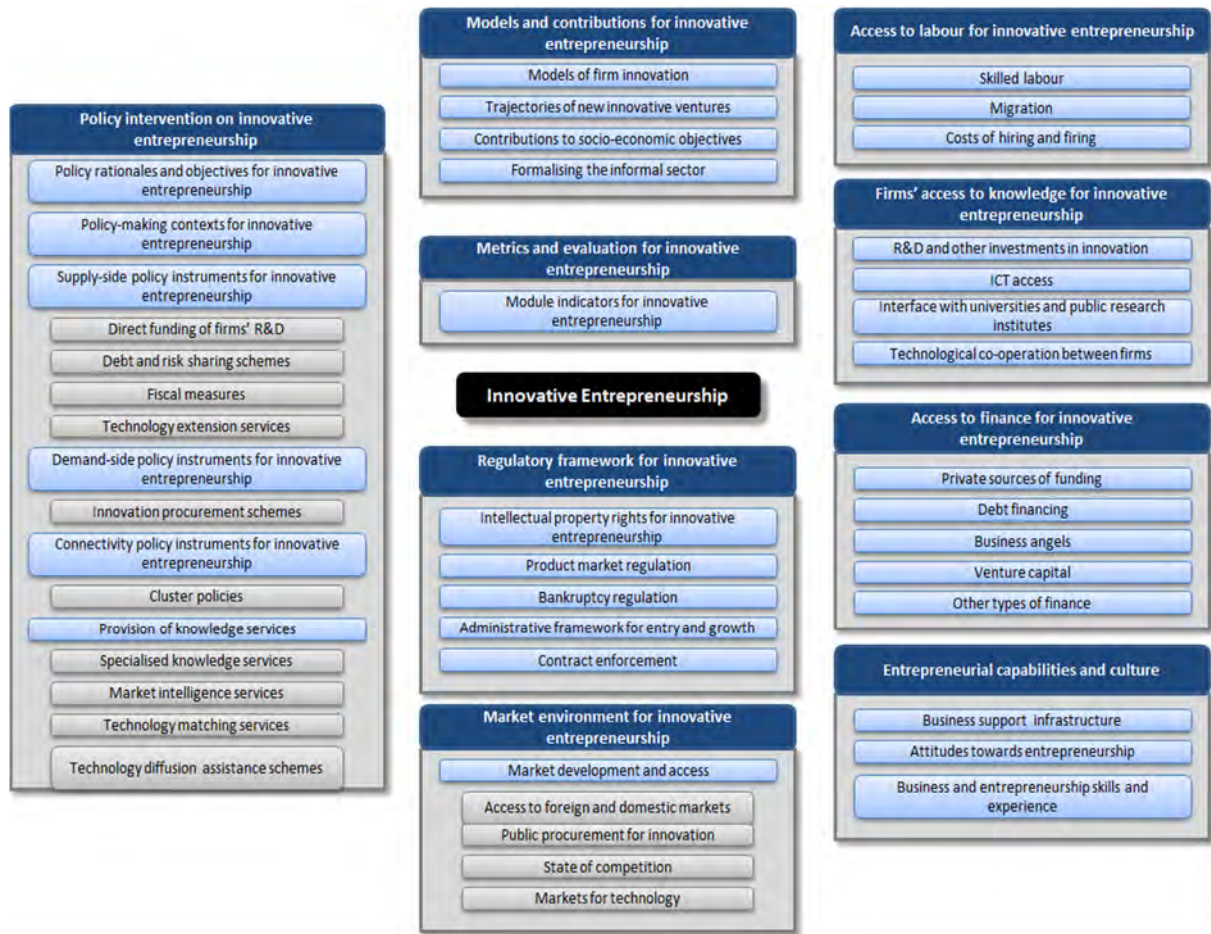 Policy intervention on innovative
entrepreneurship
Policy rationales and objectives for innovative
entrepreneurship
Policy-making contexts for innovative
entrepreneurship
Supply-side policy instruments for innovative
entrepreneurship
Direct funding of firms' R&D
Debt and risk sharing schemes
Fiscal measures
Technology extension services
Demand-side policy instruments for innovative
entrepreneurship
Innovation procurement schemes
Connectivity policy instruments for innovative
entrepreneurship
Cluster policies
Provision of knowledge services
Specialised knowledge services
Market intelligence services
Technology matching services
Technology diffusion assistance schemes
Models and contributions for innovative
entrepreneurship
Models of firm innovation
Trajectories of new innovative ventures
Contributions to socio-economic objectives
Formalising the informal sector
Metrics and evaluation for innovative
entrepreneurship
Module indicators for innovative
entrepreneurship
Innovative Entrepreneurship
Regulatory framework for innovative
entrepreneurship
Intellectual property rights for innovative
entrepreneurship
Product market regulation
Bankruptcy regulation
Administrative framework for entry and growth
Contract enforcement
Market environment for innovative
entrepreneurship
Market development and access
Access to foreign and domestic markets
Public procurement for innovation
State of competition
Markets for technology
Access to labour for innovative entrepreneurship
Skilled labour
Migration
Costs of hiring and firing
Firms' access to knowledge for innovative
entrepreneurship
R&D and other investments in innovation
ICT access
Interface with universities and public research
institutes
Technological co-operation between firms
Access to finance for innovative
entrepreneurship
Private sources of funding
Debt financing
Business angels
Venture capital
Other types of finance
Entrepreneurial capabilities and culture
Business support infrastructure
Attitudes towards entrepreneurship
Business and entrepreneurship skills and
experience